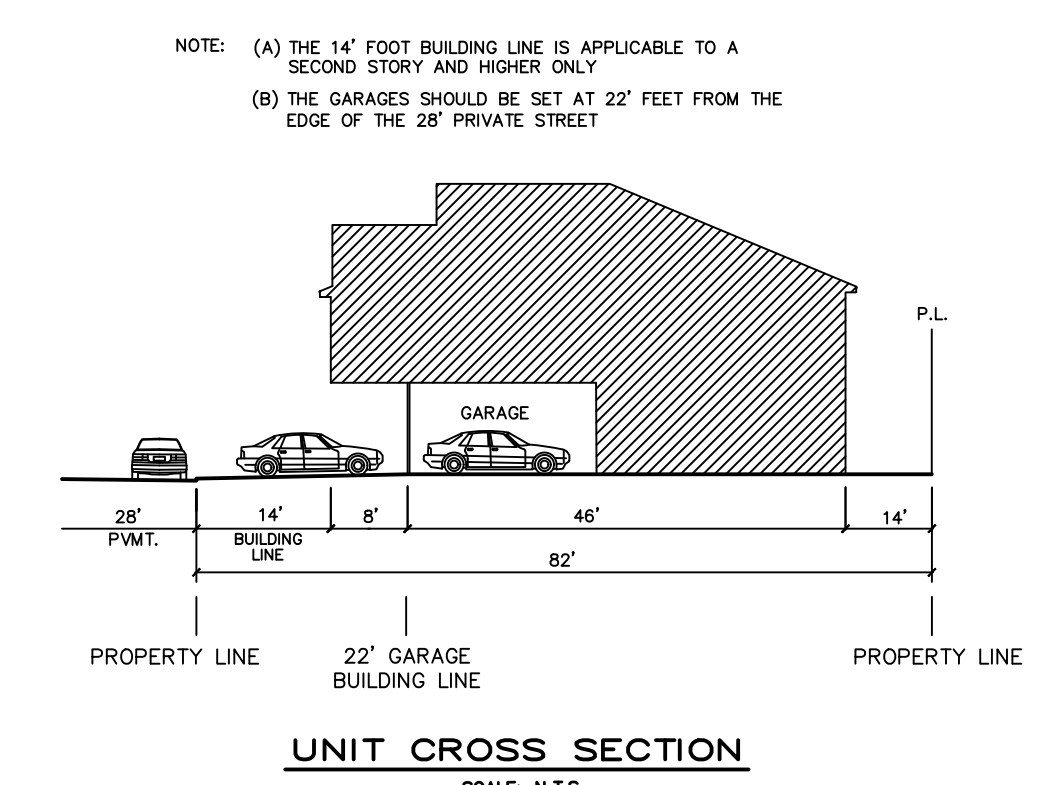 NOTE: (A) THE 14' FOOT BUILDING LINE IS APPLICABLE TO A
SECOND STORY AND HIGHER ONLY
(B) THE GARAGES SHOULD BE SET AT 22' FEET FROM THE
EDGE OF THE 28' PRIVATE STREET
P.L.
GARAGE
28'
PVMT.
14'
BUILDING
LINE
8'
46'
14'
82'
PROPERTY LINE
22' GARAGE
BUILDING LINE
PROPERTY LINE
UNIT CROSS SECTION
SCALE: N.T.S.